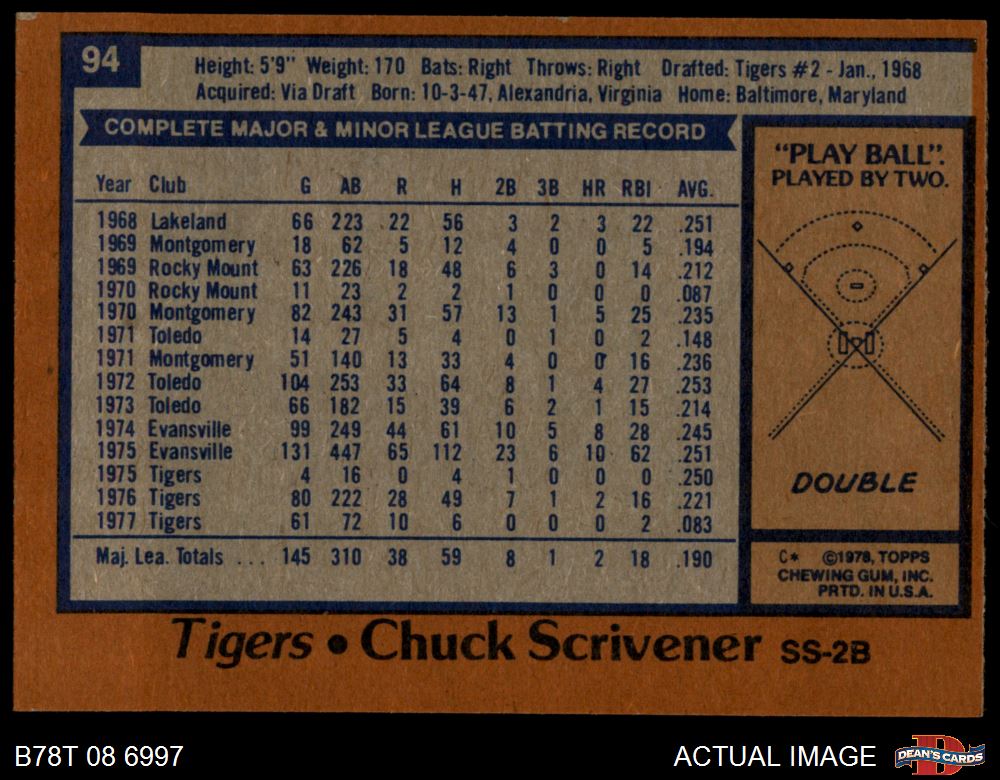 94
Height: 5'9" Weight: 170 Bats: Right Throws: Right Drafted: Tigers #2 - Jan., 1968
Acquired: Via Draft Born: 10-3-47, Alexandria, Virginia Home: Baltimore, Maryland
COMPLETE MAJOR & MINOR LEAGUE BATTING RECORD
Year Club G AB R H 2B 3B HR RBI AVG.
1968 Lakeland 66 223 22 56 3 2 3 22 .251
1969 Montgomery 18 62 5 12 4 0 0 5 .194
1969 Rocky Mount 63 226 18 48 6 3 0 14 .212
1970 Rocky Mount 11 23 2 2 1 0 0 0 .087
1970 Montgomery 82 243 31 57 13 1 5 25 .235
1971 Toledo 14 27 5 4 0 1 0 2 .148
1971 Montgomery 51 140 13 33 4 0 0 16 .236
1972 Toledo 104 253 33 64 8 1 4 27 .253
1973 Toledo 66 182 15 39 6 2 1 15 .214
1974 Evansville 99 249 44 61 10 5 8 28 .245
1975 Evansville 131 447 65 112 23 6 10 62 .251
1975 Tigers 4 16 0 4 1 0 0 0 .250
1976 Tigers 80 222 28 49 7 1 2 16 .221
1977 Tigers 61 72 10 6 0 0 0 2 .083
Maj. Lea. Totals ... 145 310 38 59 8 1 2 18 .190
"PLAY BALL".
PLAYED BY TWO.
DOUBLE
C* ©1978, TOPPS
CHEWING GUM, INC.
PRTD. IN U.S.A.
Tigers • Chuck Scrivener SS-2B
B78T 08 6997
ACTUAL IMAGE
DEAN'S CARDS